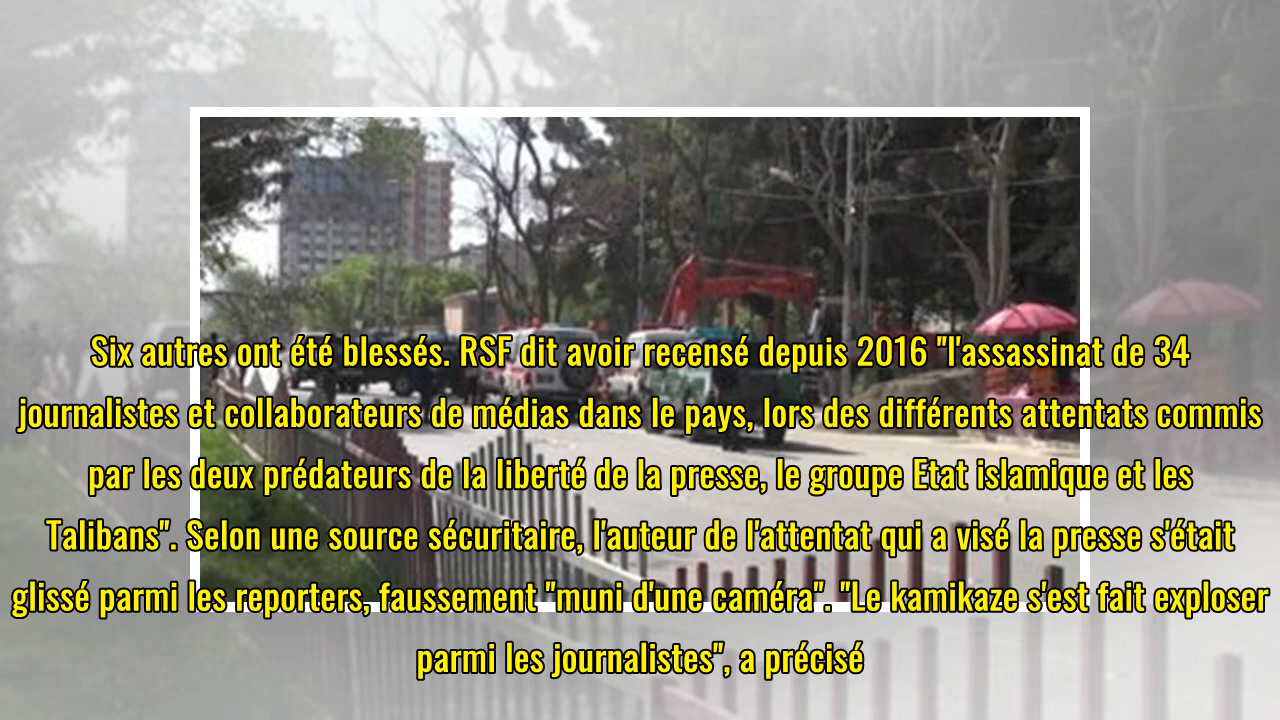 Six autres ont été blessés. RSF dit avoir recensé depuis 2016 "l'assassinat de 34
journalistes et collaborateurs de médias dans le pays, lors des différents attentats commis
par les deux prédateurs de la liberté de la presse, le groupe Etat islamique et les
Talibans". Selon une source sécuritaire, l'auteur de l'attentat qui a visé la presse s'était
glissé parmi les reporters, faussement "muni d'une caméra". "Le kamikaze s'est fait exploser
parmi les journalistes", a précisé